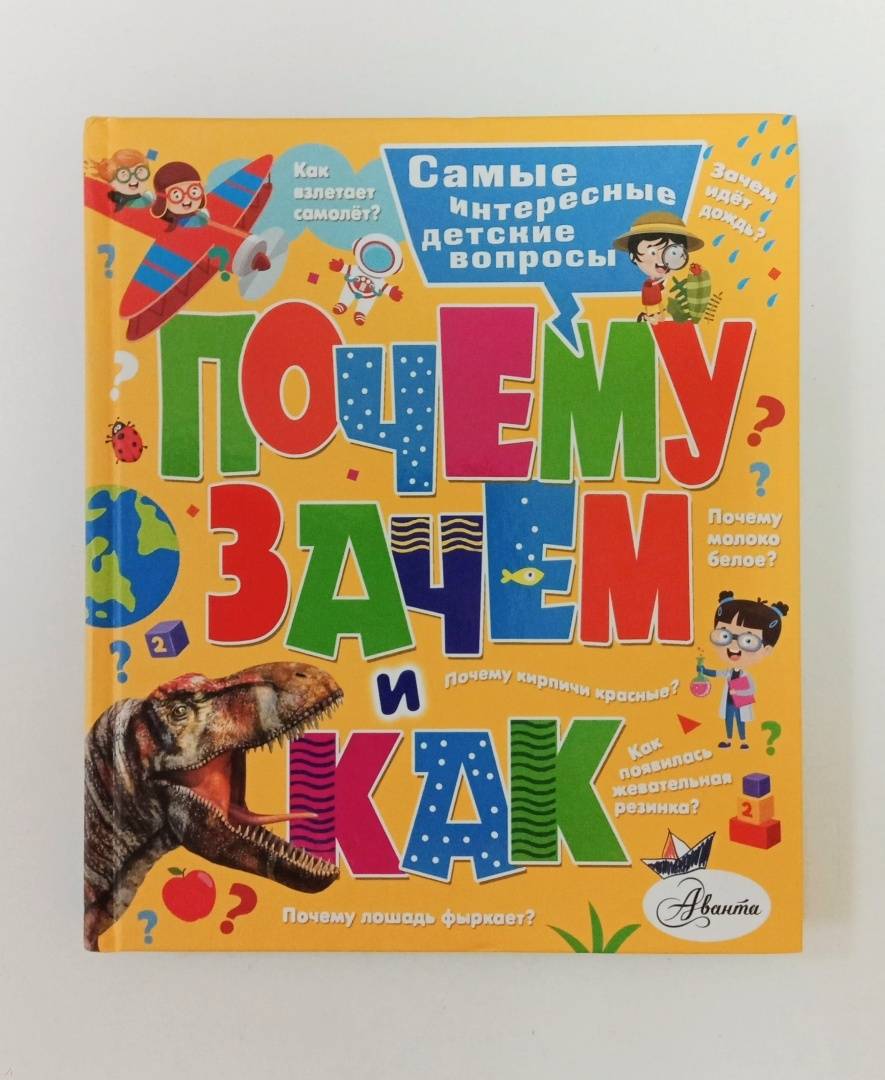 Как
взлетает
самолёт?
Самые
интересные
детские
вопросы
Зачем
идёт
дождь?
ПОЧЕМУ
ЗАЧЕМ
и
КАК
Почему
молоко
белое?
2
Почему кирпичи красные?
Как
появилась
жевательная
резинка?
2
Почему лошадь фыркает?
Аванта